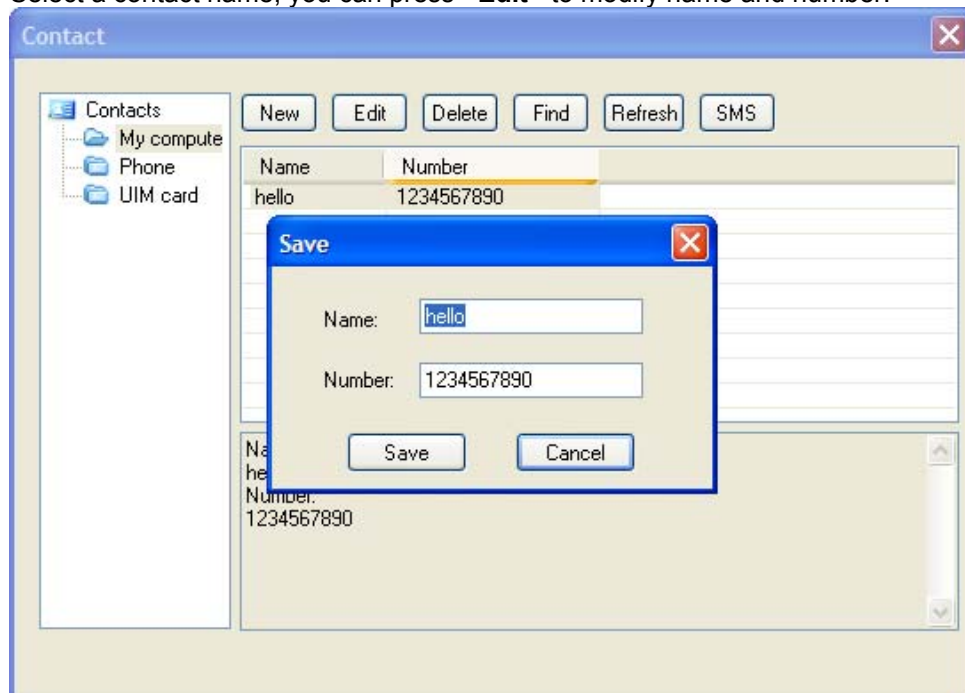 Select a contact name, you can press "Edit" to modify name and number.
Contact
Contacts
My compute
Phone
UIM card
New Edit Delete Find Refresh SMS
Name Number
hello 1234567890
Save
Name: hello
Number: 1234567890
Save Cancel
Number:
1234567890